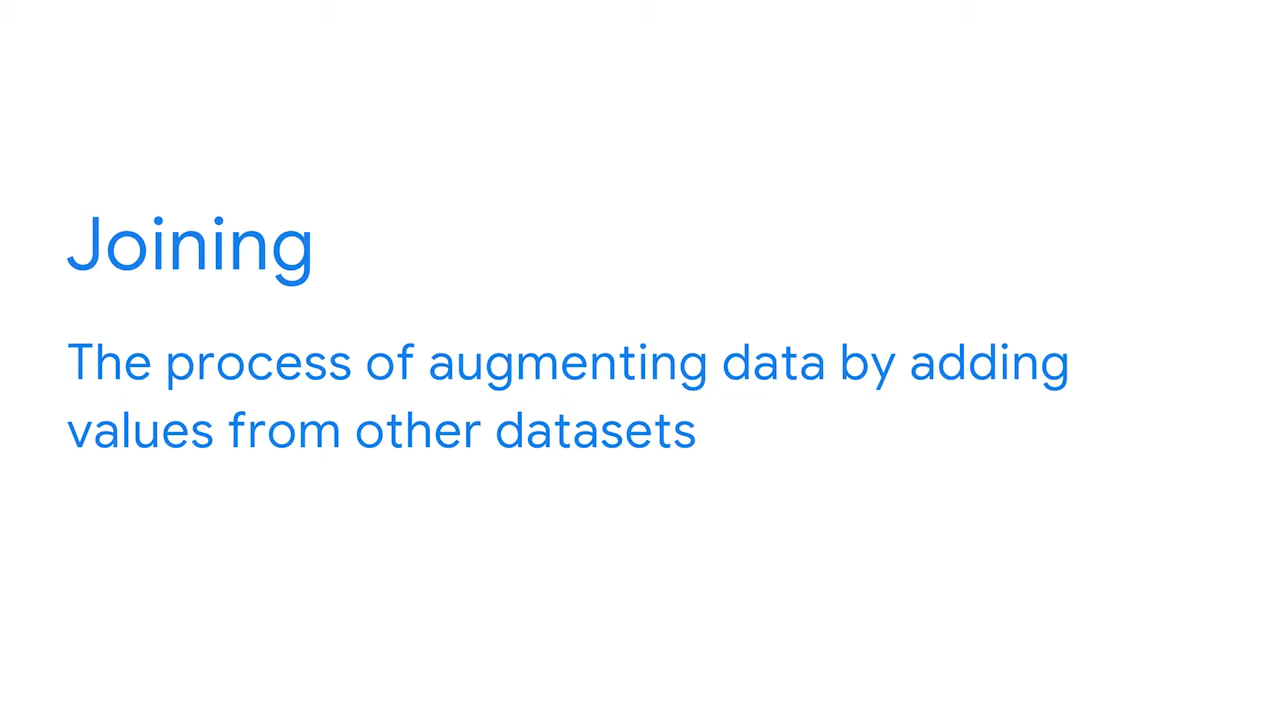 Joining
The process of augmenting data by adding
values from other datasets